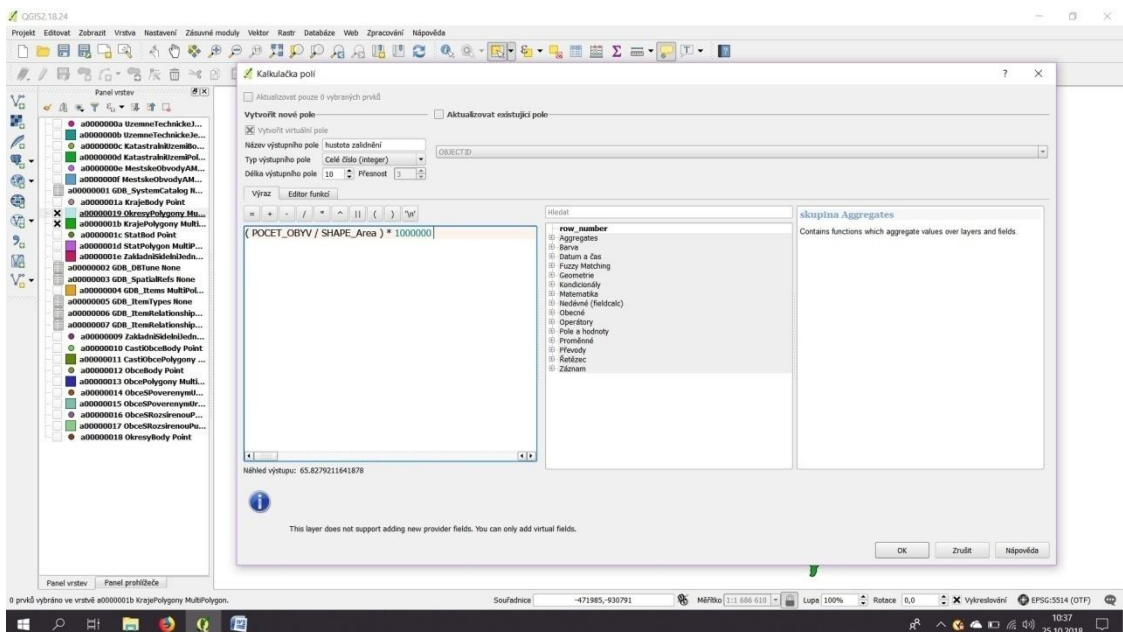 QGIS2.18.24
Projekt Editovat Zobrazit Vrstva Nastavení Zásuvné moduly Vektor Rastr Databáze Web Zpracování Nápověda
Panel vrstev
a0000000a UzemneTechnickeJ...
a0000000b UzemneTechnickeJe...
a0000000c KatastralniUzemiBo...
a0000000d KatastralniUzemiPol...
a0000000e MestskeObvodyAM...
a0000000f MestskeObvodyAM...
a00000001 GDB_SystemCatalog N...
a0000001a KrajeBody Point
a00000019 OkresyPolygony Mu...
a0000001b KrajePolygony Multi...
a0000001c StatBod Point
a0000001d StatPolygon MultiP...
a0000001e ZakladniSidelniJedn...
a00000002 GDB_DBTune None
a00000003 GDB_SpatialRefs None
a00000004 GDB_Items MultiPol...
a00000005 GDB_ItemTypes None
a00000006 GDB_ItemRelationship...
a00000007 GDB_ItemRelationship...
a00000009 ZakladniSidelniJedn...
a00000010 CastiObceBody Point
a00000011 CastiObcePolygony ...
a00000012 ObceBody Point
a00000013 ObcePolygony Multi...
a00000014 ObceSPoverenymU...
a00000015 ObceSPoverenymUr...
a00000016 ObceSRozsirenouP...
a00000017 ObceSRozsirenouPu...
a00000018 OkresyBody Point
Panel vrstev Panel prohlížeče
Kalkulačka polí ? X
Aktualizovat pouze 0 vybraných prvků
Vytvořit nové pole Aktualizovat existující pole
Vytvořit virtuální pole
Název výstupního pole hustota zalidnění
OBJECTID
Typ výstupního pole Celé číslo (integer)
Délka výstupního pole 10 Přesnost 3
Výraz Editor funkcí
= + - / * ^ || ( ) '\n'
( POCET_OBYV / SHAPE_Area ) * 1000000
Náhled výstupu: 65.8279211641878
Hledat
row_number
Aggregates
Barva
Datum a čas
Fuzzy Matching
Geometrie
Kondicionály
Matematika
Nedávné (fieldcalc)
Obecné
Operátory
Pole a hodnoty
Proměnné
Převody
Řetězec
Záznam
skupina Aggregates
Contains functions which aggregate values over layers and fields.
This layer does not support adding new provider fields. You can only add virtual fields.
OK Zrušit Nápověda
0 prvků vybráno ve vrstvě a0000001b KrajePolygony MultiPolygon. Souřadnice -471985,-930791 Měřítko 1:1 686 610 Lupa 100% Rotace 0,0 Vykreslování EPSG:5514 (OTF)
10:37
25.10.2018